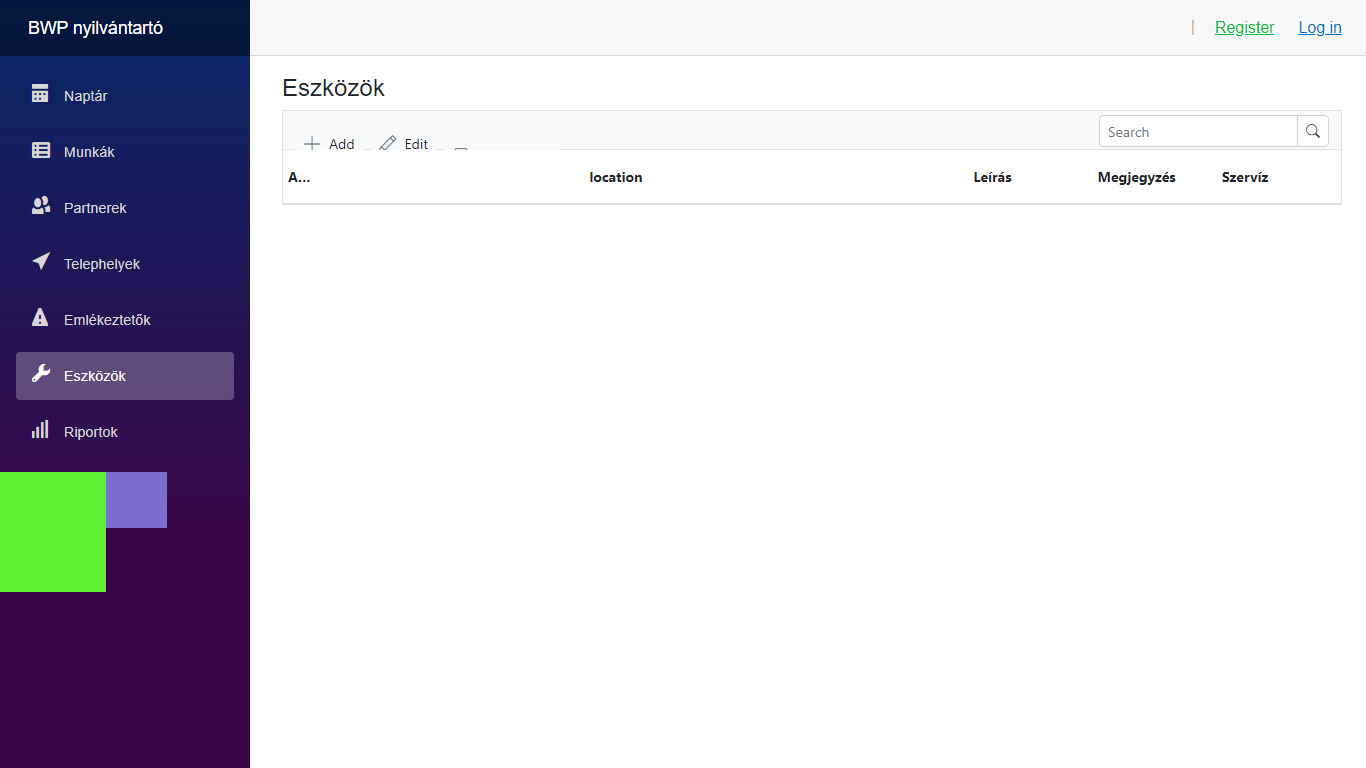 BWP nyilvántartó
| Register Log in
Naptár
Munkák
Partnerek
Telephelyek
Emlékeztetők
Eszközök
Riportok
Eszközök
Add Edit Search
A... location Leírás Megjegyzés Szervíz